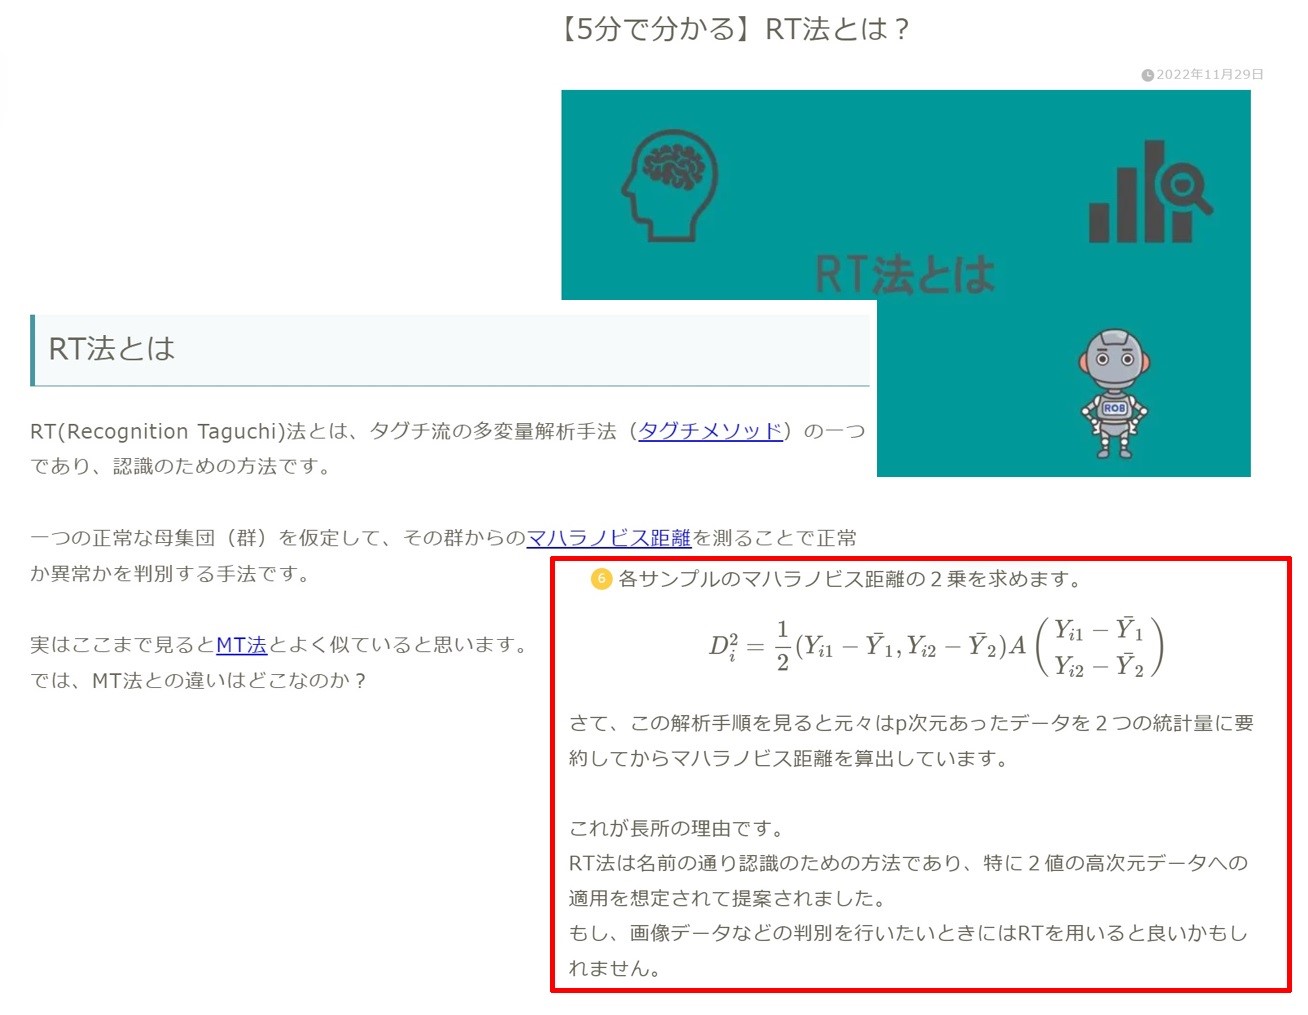 【5分で分かる】RT法とは？
2022年11月29日
RT法とは
ROB
RT法とは
RT(Recognition Taguchi)法とは、タグチ流の多変量解析手法（タグチメソッド）の一つ
であり、認識のための方法です。
一つの正常な母集団（群）を仮定して、その群からのマハラノビス距離を測ることで正常
か異常かを判別する手法です。
実はここまで見るとMT法とよく似ていると思います。
では、MT法との違いはどこなのか？
6 各サンプルのマハラノビス距離の２乗を求めます。
$D_i^2 = \frac{1}{2}(Y_{i1} - \bar{Y}_1, Y_{i2} - \bar{Y}_2)A\begin{pmatrix} Y_{i1} - \bar{Y}_1 \\ Y_{i2} - \bar{Y}_2 \end{pmatrix}$
さて、この解析手順を見ると元々はp次元あったデータを２つの統計量に要
約してからマハラノビス距離を算出しています。
これが長所の理由です。
RT法は名前の通り認識のための方法であり、特に２値の高次元データへの
適用を想定されて提案されました。
もし、画像データなどの判別を行いたいときにはRTを用いると良いかもし
れません。